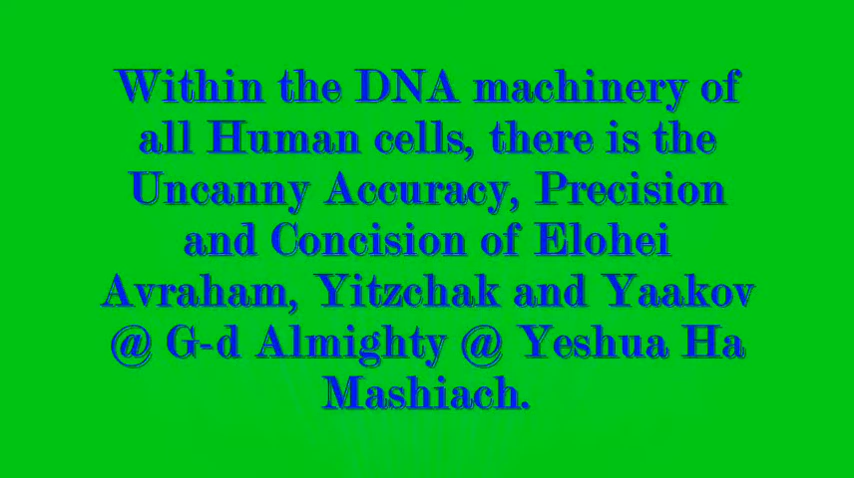 Within the DNA machinery of
all Human cells, there is the
Uncanny Accuracy, Precision
and Concision of Elohei
Avraham, Yitzchak and Yaakov
@ G-d Almighty @ Yeshua Ha
Mashiach.